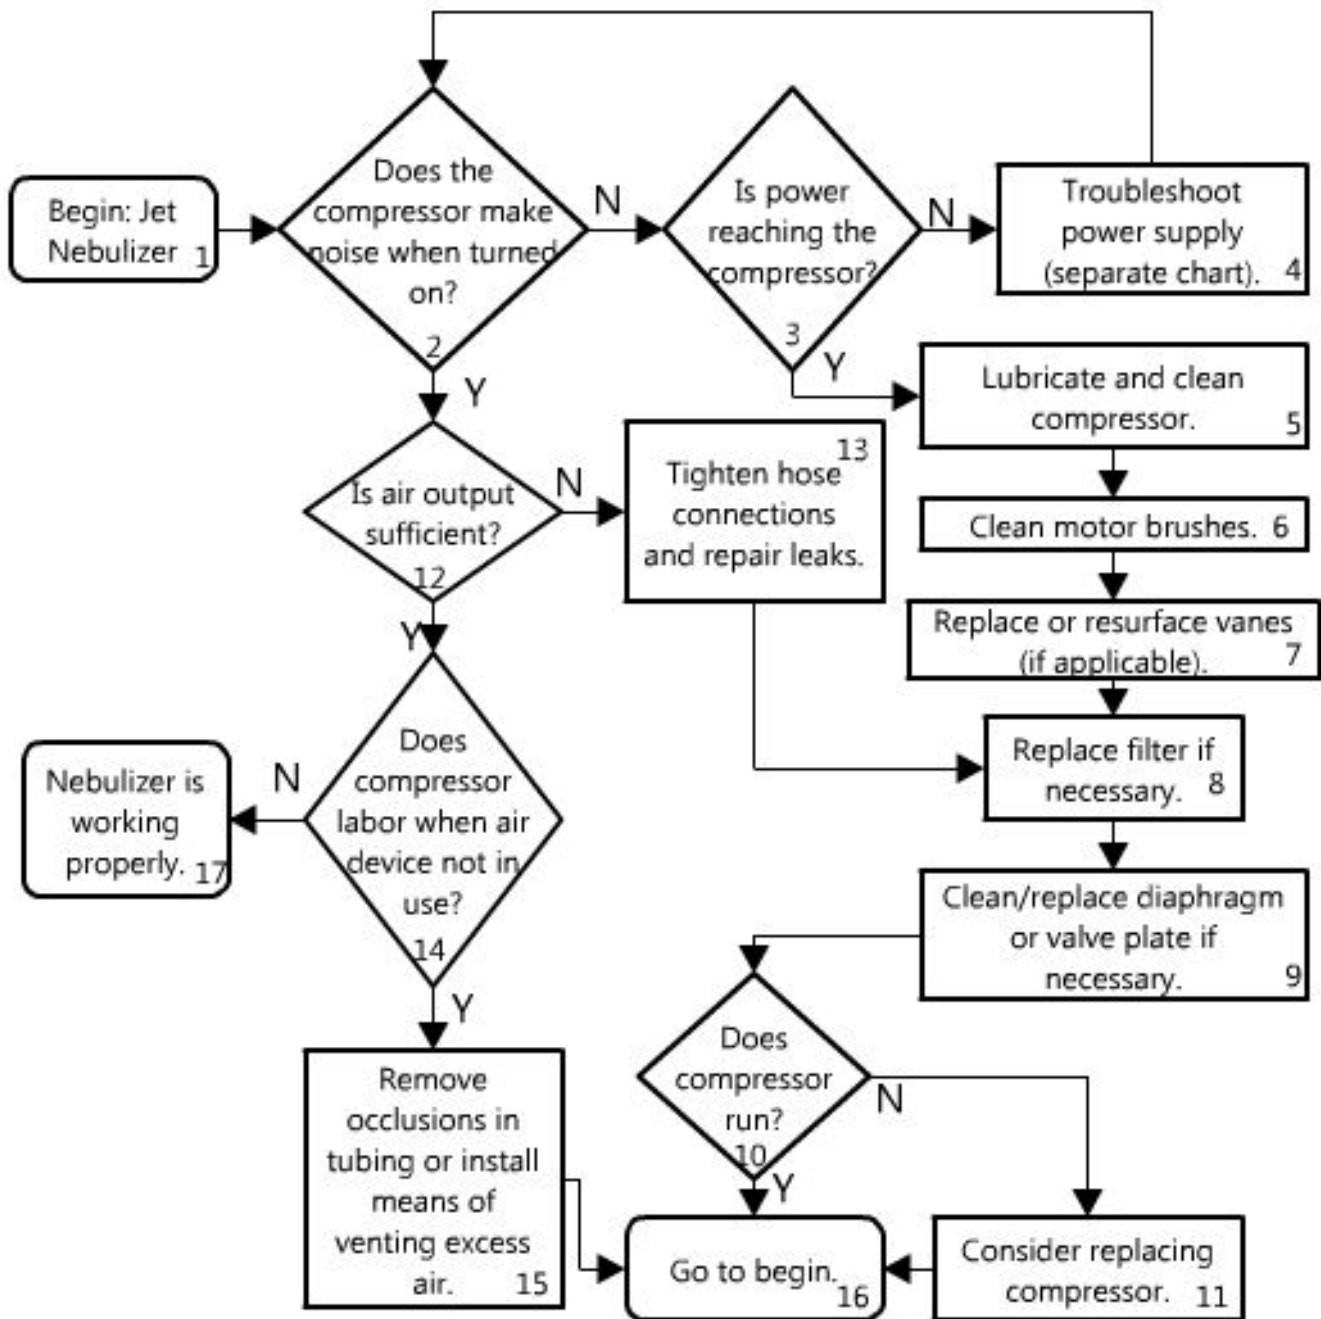 Begin: Jet
Nebulizer 1
Does the
compressor make
noise when turned
on?
2
N
Y
Is power
reaching the
compressor?
3
N
Y
Troubleshoot
power supply
(separate chart). 4
Lubricate and clean
compressor. 5
Clean motor brushes. 6
Replace or resurface vanes
(if applicable). 7
Is air output
sufficient?
12
N
Y
13
Tighten hose
connections
and repair leaks.
Replace filter if
necessary. 8
Clean/replace diaphragm
or valve plate if
necessary. 9
Does
compressor
labor when air
device not in
use?
14
N
Y
Nebulizer is
working
properly. 17
Remove
occlusions in
tubing or install
means of
venting excess
air. 15
Does
compressor
run?
10
N
Y
Go to begin.
16
Consider replacing
compressor. 11